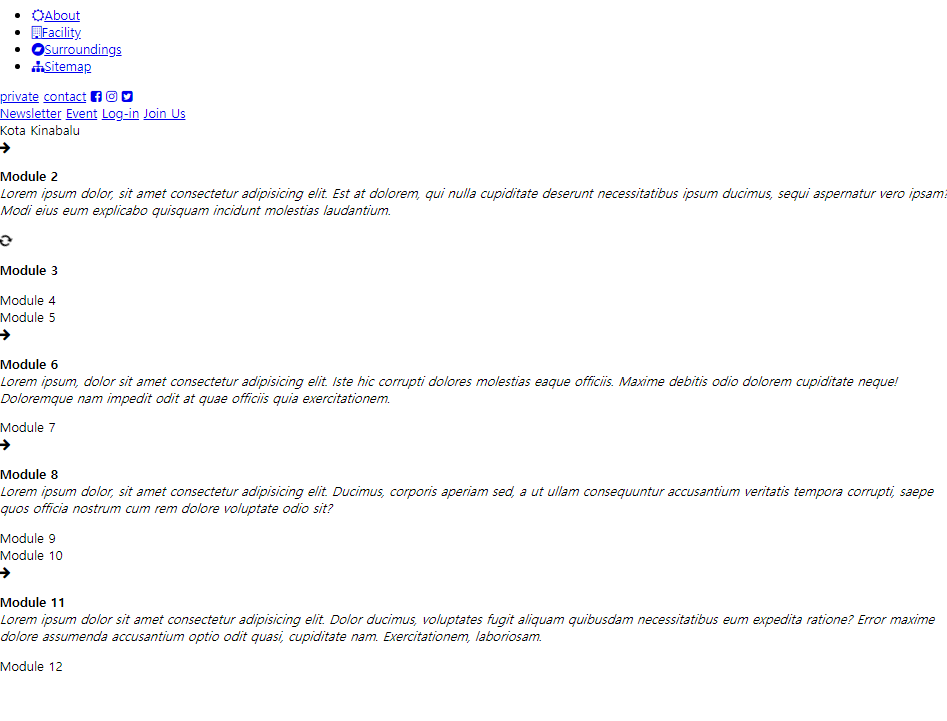 About
Facility
Surroundings
Sitemap
private contact
Newsletter Event Log-in Join Us
Kota Kinabalu
Module 2
Lorem ipsum dolor, sit amet consectetur adipisicing elit. Est at dolorem, qui nulla cupiditate deserunt necessitatibus ipsum ducimus, sequi aspernatur vero ipsam?
Modi eius eum explicabo quisquam incidunt molestias laudantium.
Module 3
Module 4
Module 5
Module 6
Lorem ipsum, dolor sit amet consectetur adipisicing elit. Iste hic corrupti dolores molestias eaque officiis. Maxime debitis odio dolorem cupiditate neque!
Doloremque nam impedit odit at quae officiis quia exercitationem.
Module 7
Module 8
Lorem ipsum dolor, sit amet consectetur adipisicing elit. Ducimus, corporis aperiam sed, a ut ullam consequuntur accusantium veritatis tempora corrupti, saepe
quos officia nostrum cum rem dolore voluptate odio sit?
Module 9
Module 10
Module 11
Lorem ipsum dolor sit amet consectetur adipisicing elit. Dolor ducimus, voluptates fugit aliquam quibusdam necessitatibus eum expedita ratione? Error maxime
dolore assumenda accusantium optio odit quasi, cupiditate nam. Exercitationem, laboriosam.
Module 12